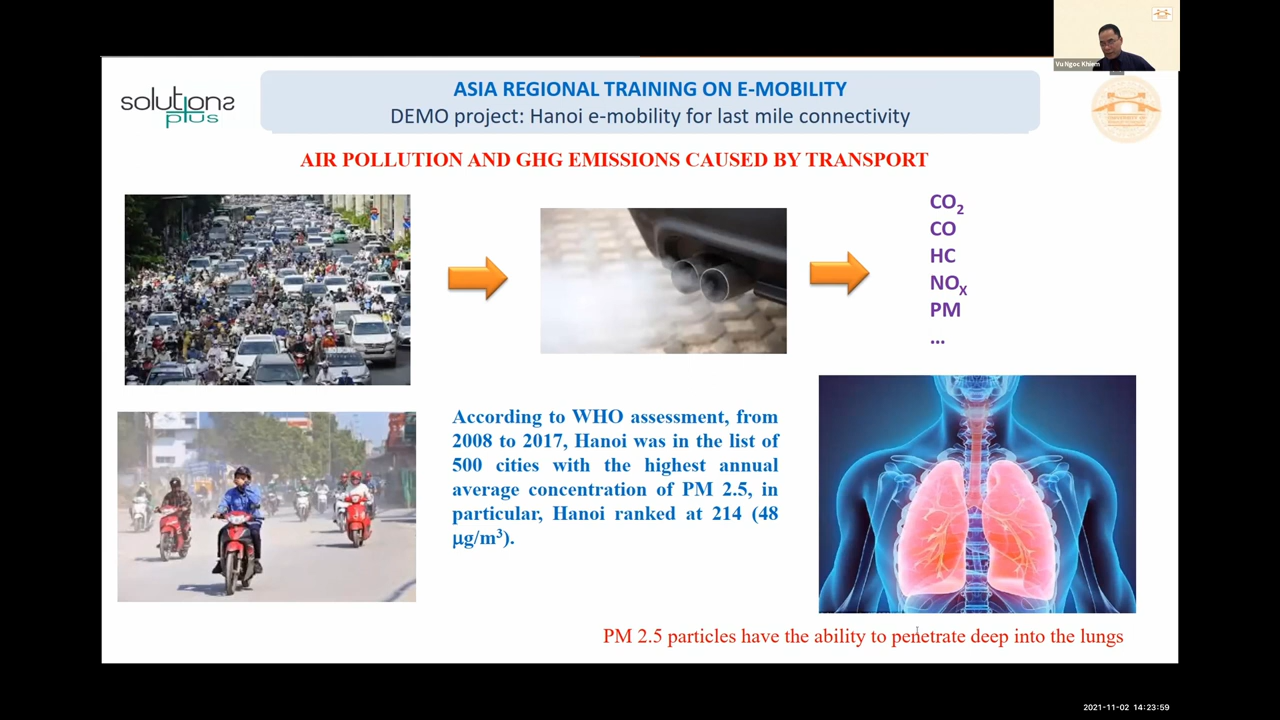 Vu Ngoc Khiem
solutions
plus
ASIA REGIONAL TRAINING ON E-MOBILITY
DEMO project: Hanoi e-mobility for last mile connectivity
AIR POLLUTION AND GHG EMISSIONS CAUSED BY TRANSPORT
CO₂
CO
HC
NOₓ
PM
...
According to WHO assessment, from
2008 to 2017, Hanoi was in the list of
500 cities with the highest annual
average concentration of PM 2.5, in
particular, Hanoi ranked at 214 (48
µg/m³).
PM 2.5 particles have the ability to penetrate deep into the lungs
2021-11-02 14:23:59